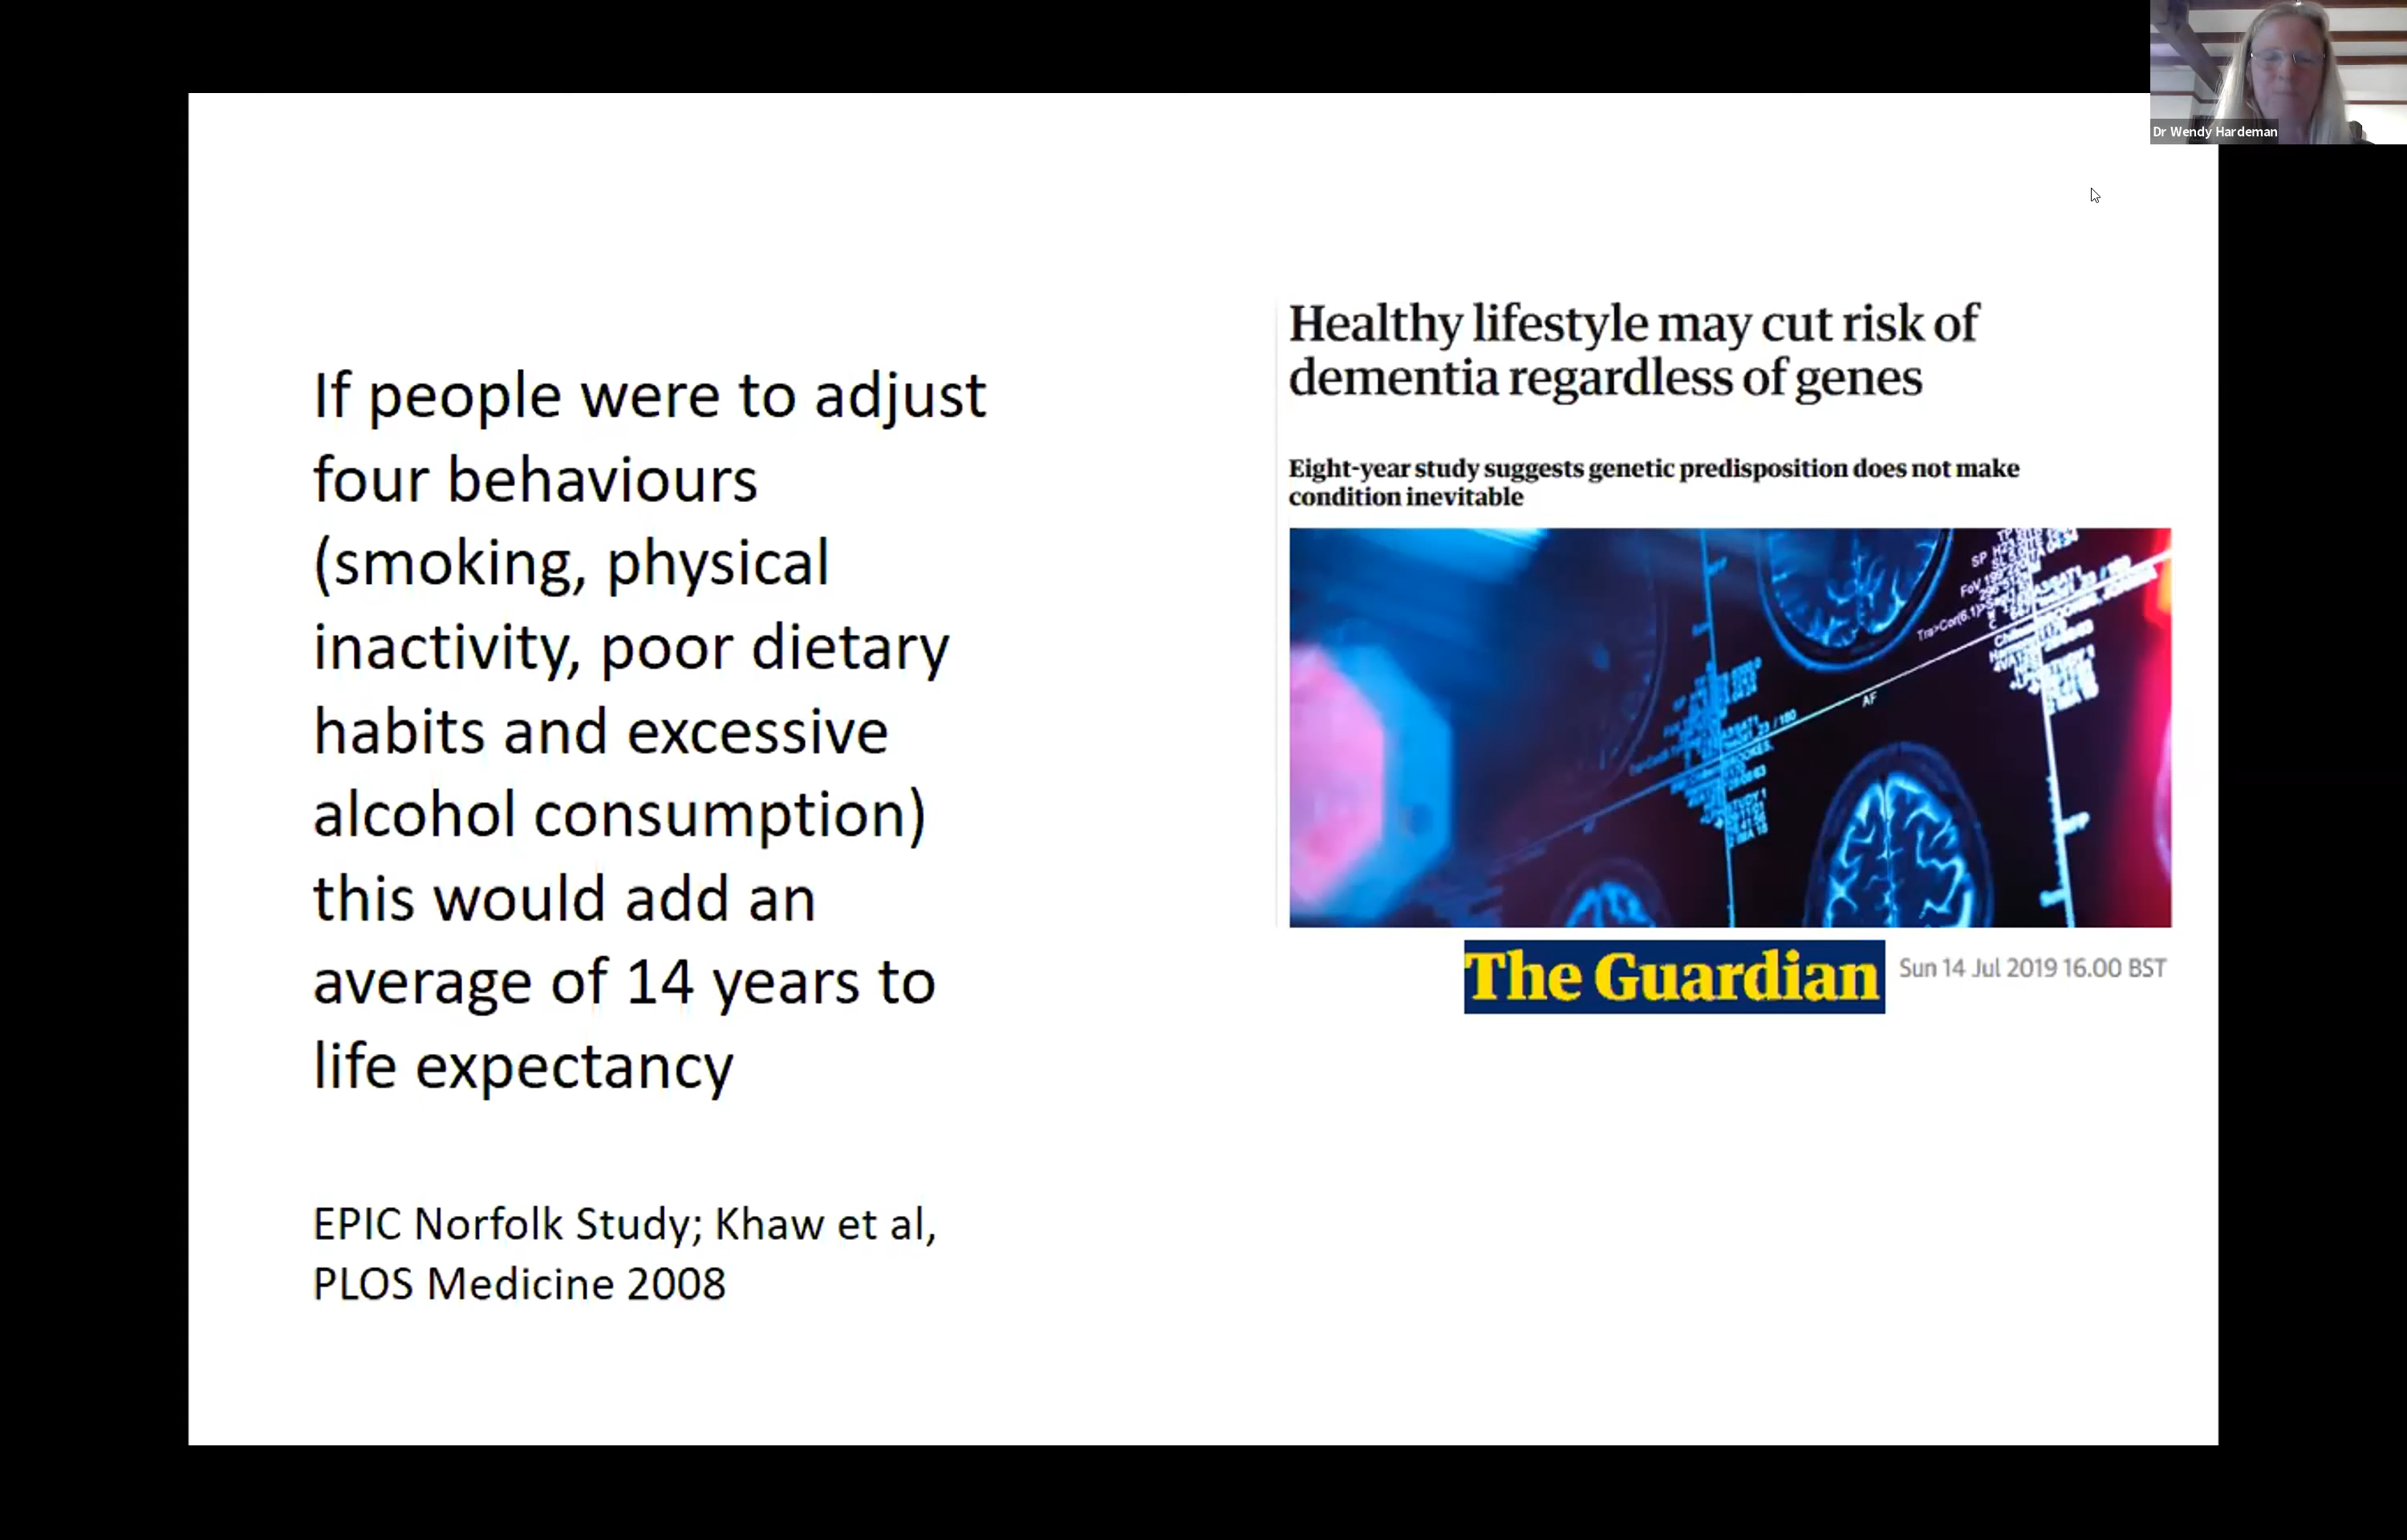 Dr Wendy Hardeman
If people were to adjust
four behaviours
(smoking, physical
inactivity, poor dietary
habits and excessive
alcohol consumption)
this would add an
average of 14 years to
life expectancy
EPIC Norfolk Study; Khaw et al,
PLOS Medicine 2008
Healthy lifestyle may cut risk of
dementia regardless of genes
Eight-year study suggests genetic predisposition does not make
condition inevitable
AF
The Guardian
Sun 14 Jul 2019 16.00 BST